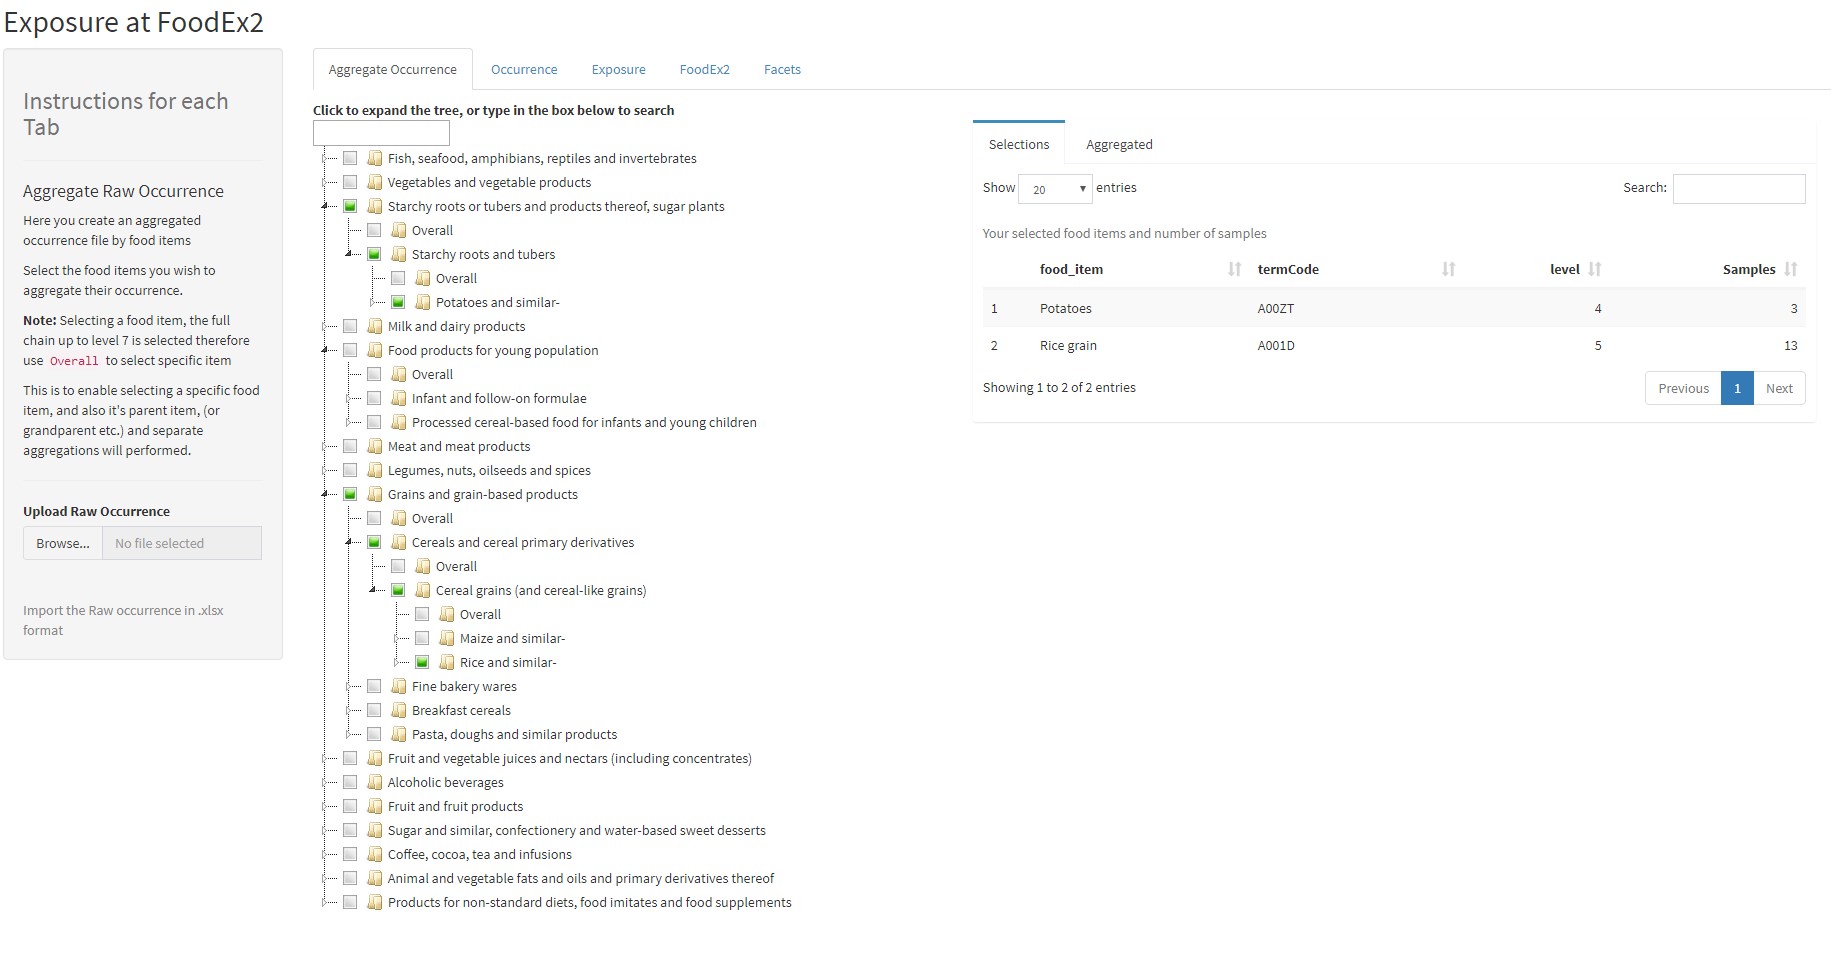 Exposure at FoodEx2
Instructions for each
Tab
Aggregate Raw Occurrence
Here you create an aggregated
occurrence file by food items
Select the food items you wish to
aggregate their occurrence.
Note: Selecting a food item, the full
chain up to level 7 is selected therefore
use Overall to select specific item
This is to enable selecting a specific food
item, and also it's parent item, (or
grandparent etc.) and separate
aggregations will performed.
Upload Raw Occurrence
Browse... No file selected
Import the Raw occurrence in .xlsx
format
Aggregate Occurrence Occurrence Exposure FoodEx2 Facets
Click to expand the tree, or type in the box below to search
Fish, seafood, amphibians, reptiles and invertebrates
Vegetables and vegetable products
Starchy roots or tubers and products thereof, sugar plants
Overall
Starchy roots and tubers
Overall
Potatoes and similar-
Milk and dairy products
Food products for young population
Overall
Infant and follow-on formulae
Processed cereal-based food for infants and young children
Meat and meat products
Legumes, nuts, oilseeds and spices
Grains and grain-based products
Overall
Cereals and cereal primary derivatives
Overall
Cereal grains (and cereal-like grains)
Overall
Maize and similar-
Rice and similar-
Fine bakery wares
Breakfast cereals
Pasta, doughs and similar products
Fruit and vegetable juices and nectars (including concentrates)
Alcoholic beverages
Fruit and fruit products
Sugar and similar, confectionery and water-based sweet desserts
Coffee, cocoa, tea and infusions
Animal and vegetable fats and oils and primary derivatives thereof
Products for non-standard diets, food imitates and food supplements
Selections Aggregated
Show 20 entries Search:
Your selected food items and number of samples
food_item termCode level Samples
1 Potatoes A00ZT 4 3
2 Rice grain A001D 5 13
Showing 1 to 2 of 2 entries Previous 1 Next